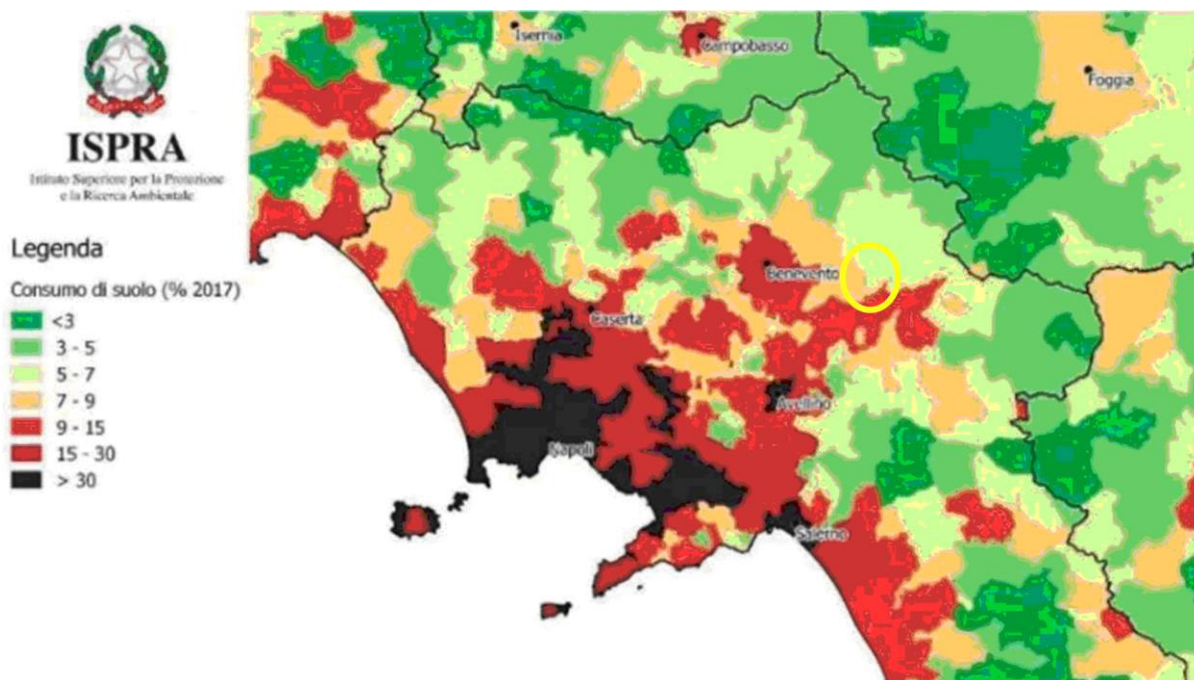 ISPRA
Istituto Superiore per la Protezione
e la Ricerca Ambientale
Legenda
Consumo di suolo (% 2017)
<3
3 - 5
5 - 7
7 - 9
9 - 15
15 - 30
> 30
Isernia
Campobasso
Foggia
Benevento
Caserta
Avellino
Napoli
Salerno